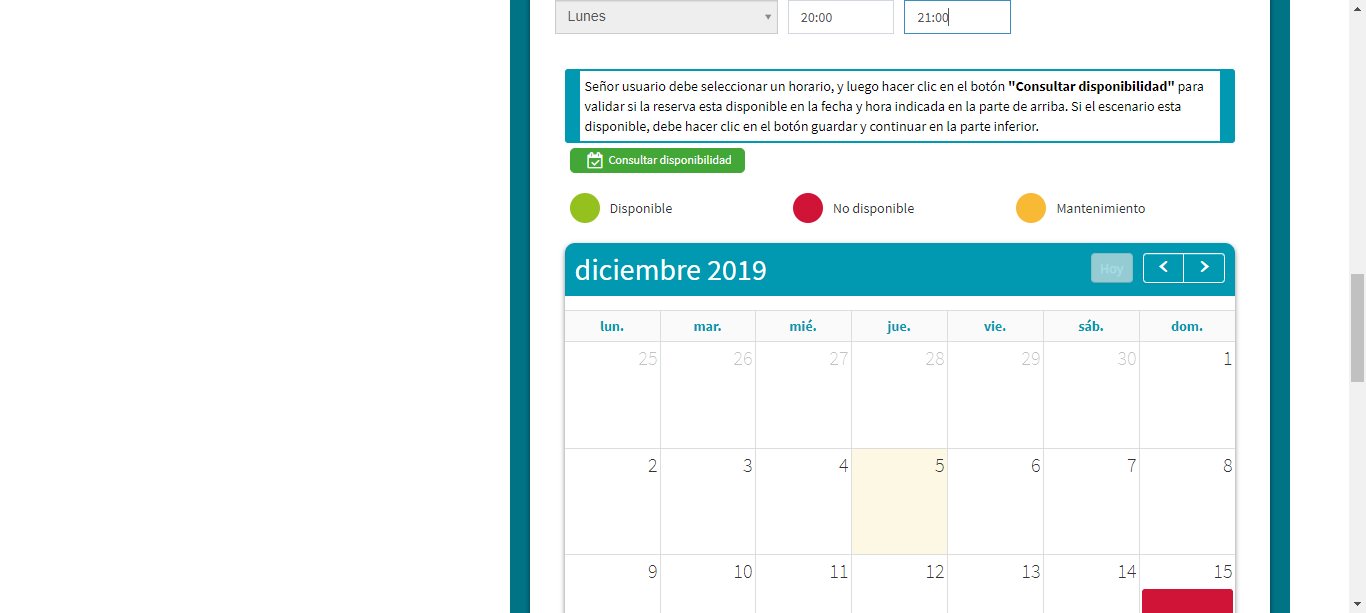 Lunes 20:00 21:00
Señor usuario debe seleccionar un horario, y luego hacer clic en el botón "Consultar disponibilidad" para
validar si la reserva esta disponible en la fecha y hora indicada en la parte de arriba. Si el escenario esta
disponible, debe hacer clic en el botón guardar y continuar en la parte inferior.
Consultar disponibilidad
Disponible No disponible Mantenimiento
diciembre 2019 Hoy
lun. mar. mié. jue. vie. sáb. dom.
25 26 27 28 29 30 1
2 3 4 5 6 7 8
9 10 11 12 13 14 15